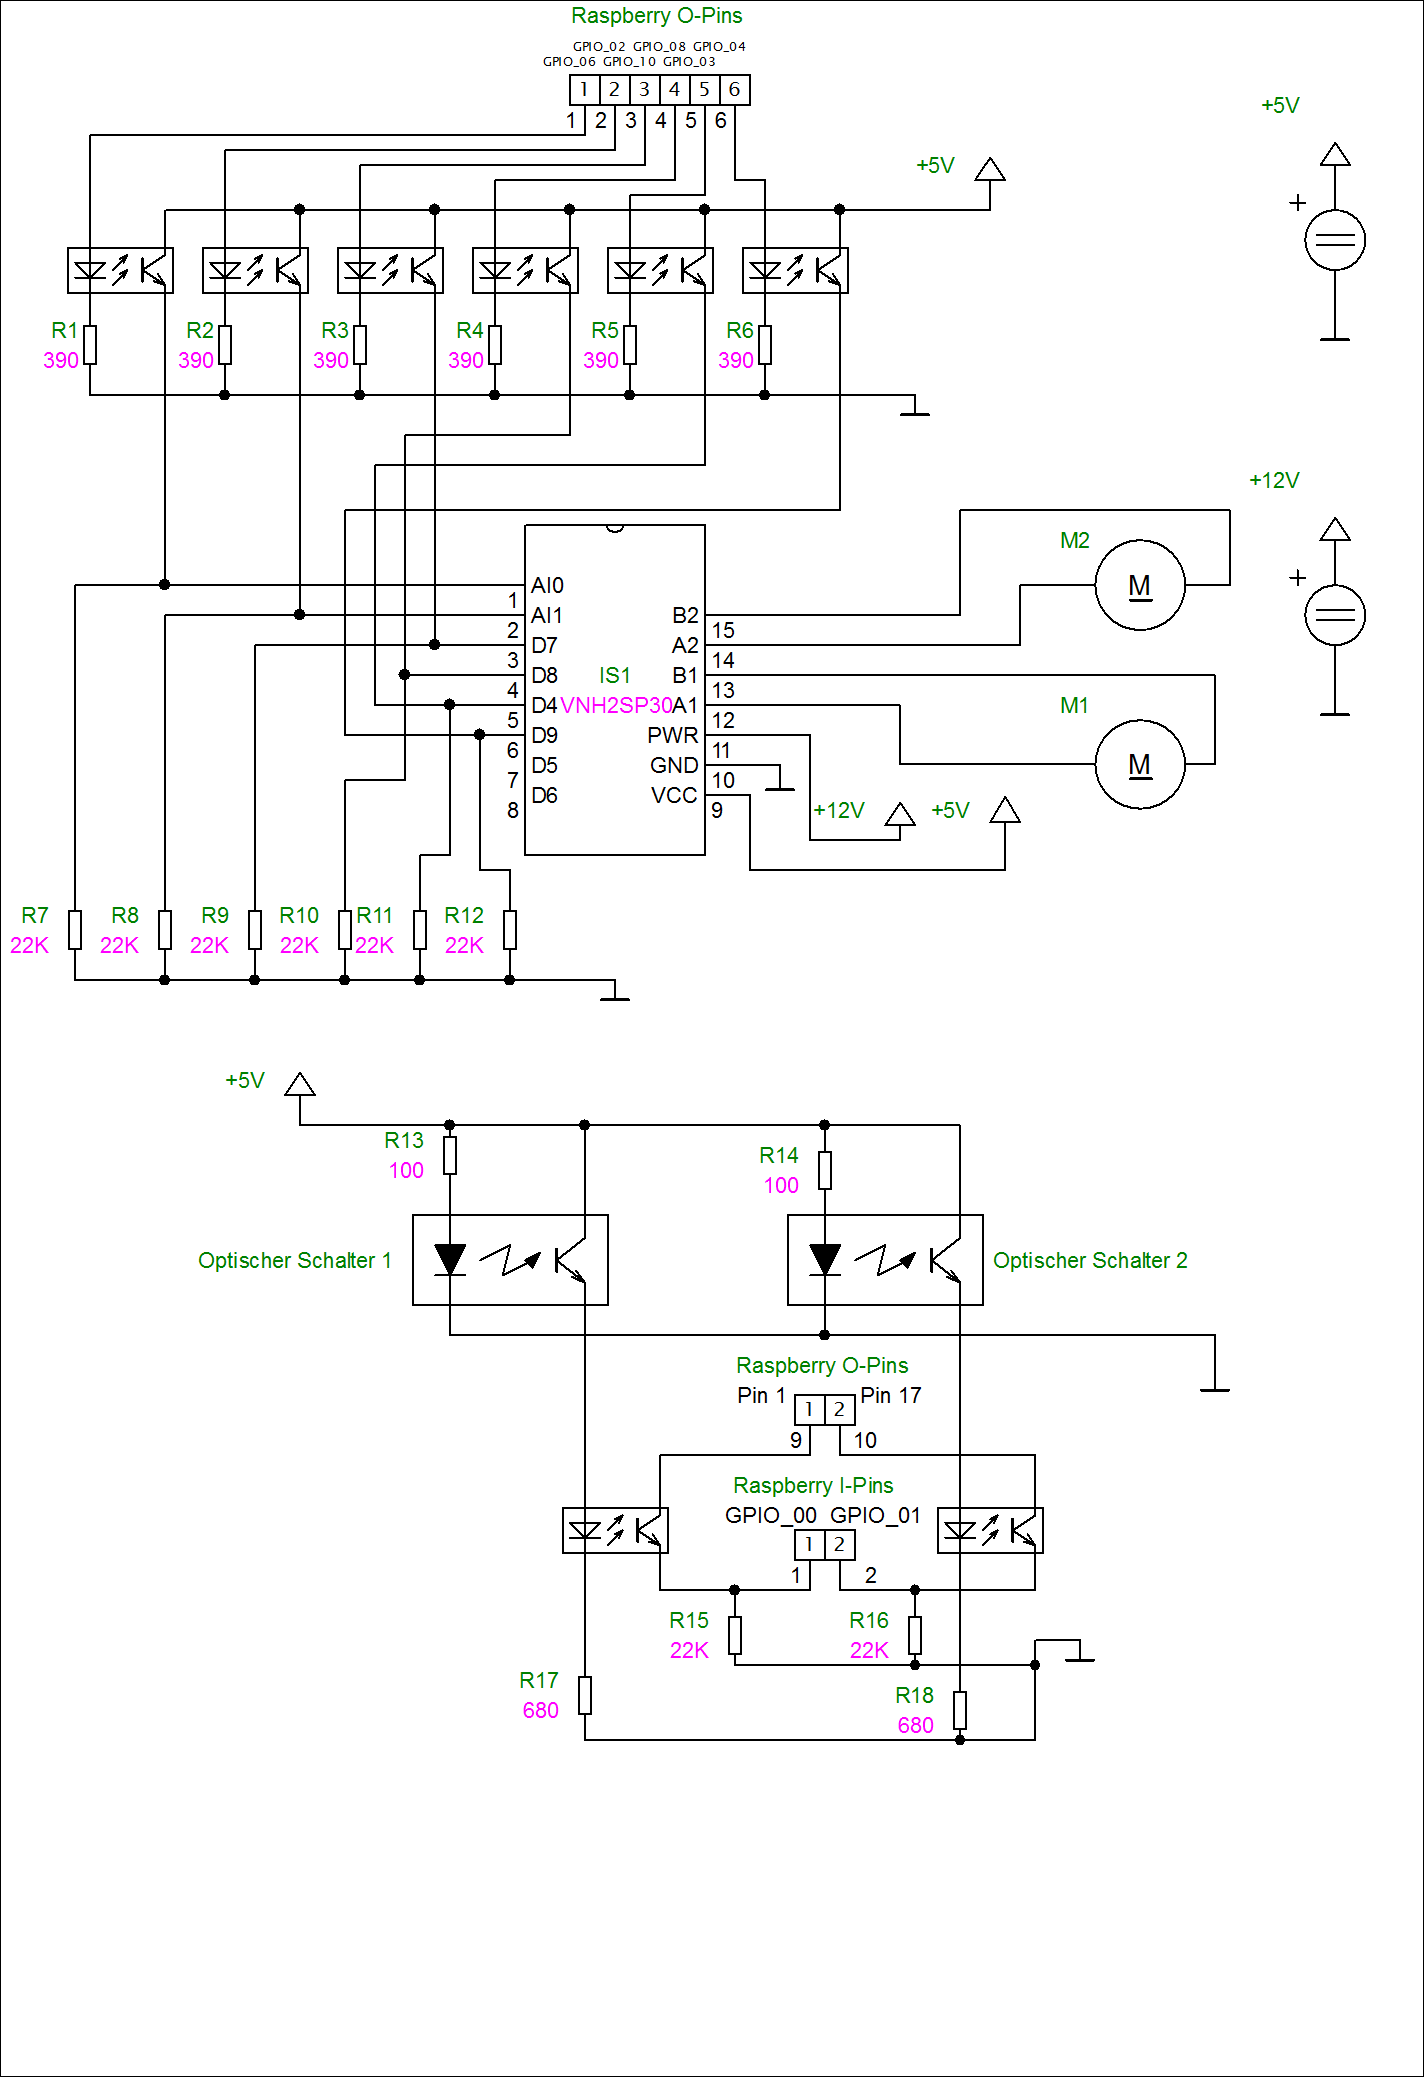 Raspberry O-Pins
GPIO_02 GPIO_08 GPIO_04
GPIO_06 GPIO_10 GPIO_03
1 2 3 4 5 6
1 2 3 4 5 6
+5V
+5V
+
R1 R2 R3 R4 R5 R6
390 390 390 390 390 390
+12V
+
M2
M
M1
M
AI0
1
AI1
2
D7
3
D8
4
D4
5
D9
6
D5
7
D6
8
IS1
VNH2SP30
B2
15
A2
14
B1
13
A1
12
PWR
11
GND
10
VCC
9
+12V +5V
R7 R8 R9 R10 R11 R12
22K 22K 22K 22K 22K 22K
+5V
R13
100
R14
100
Optischer Schalter 1
Optischer Schalter 2
Raspberry O-Pins
Pin 1 1 2 Pin 17
9 10
Raspberry I-Pins
GPIO_00 GPIO_01
1 2
1 2
R15 R16
22K 22K
R17
680
R18
680